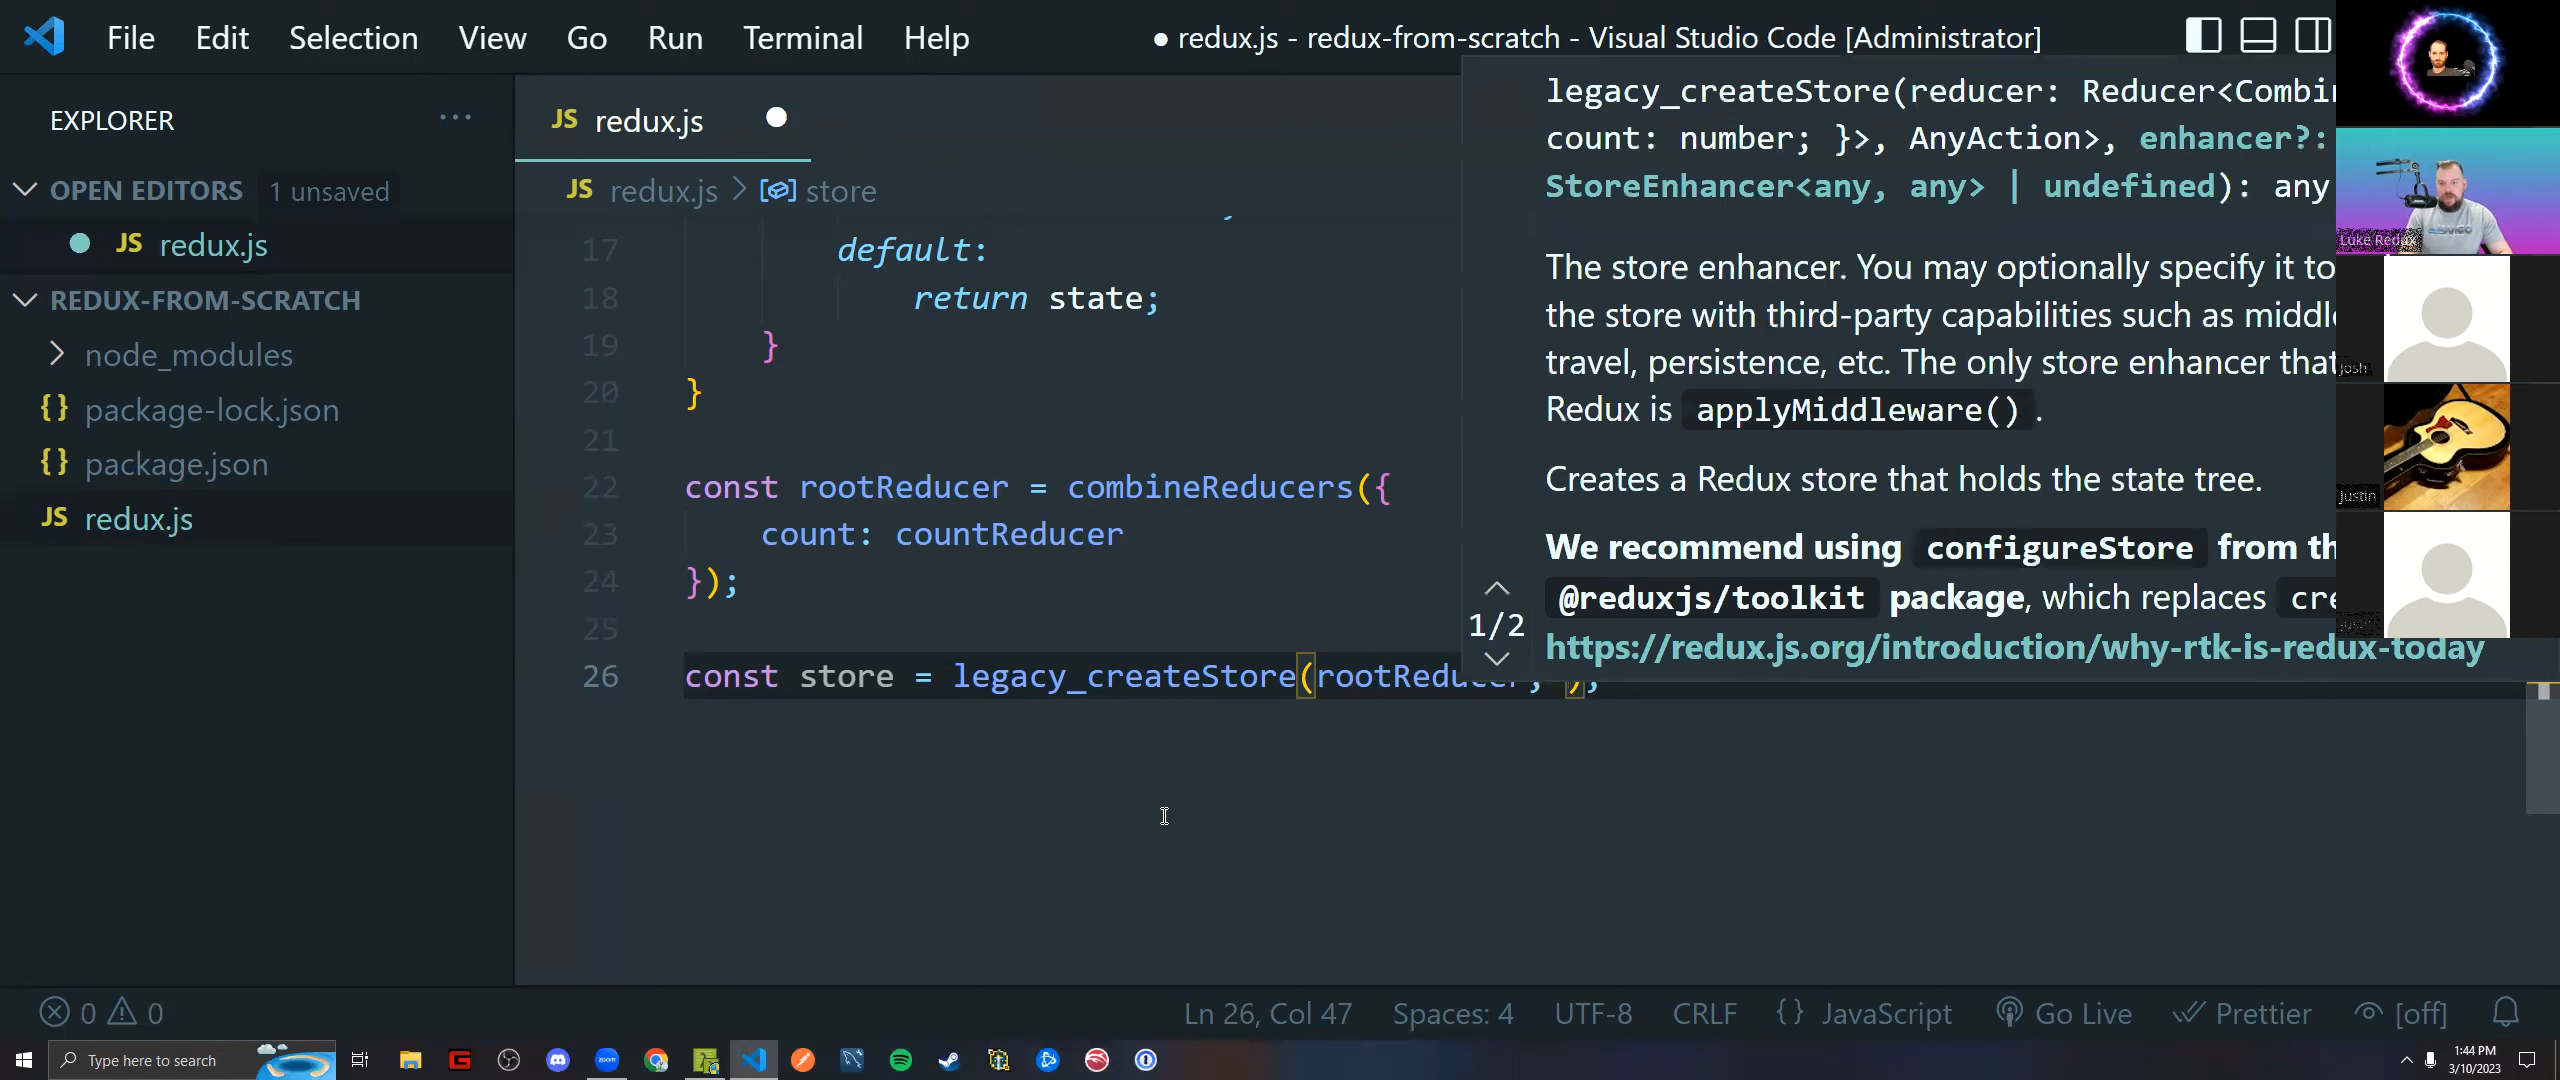 File Edit Selection View Go Run Terminal Help
● redux.js - redux-from-scratch - Visual Studio Code [Administrator]
EXPLORER
OPEN EDITORS 1 unsaved
JS redux.js
REDUX-FROM-SCRATCH
node_modules
{} package-lock.json
{} package.json
JS redux.js
JS redux.js
JS redux.js > store
17 default:
18 return state;
19 }
20 }
21
22 const rootReducer = combineReducers({
23 count: countReducer
24 });
25
26 const store = legacy_createStore(rootReducer, );
legacy_createStore(reducer: Reducer<Combi
count: number; }>, AnyAction>, enhancer?:
StoreEnhancer<any, any> | undefined): any
The store enhancer. You may optionally specify it to
the store with third-party capabilities such as middl
travel, persistence, etc. The only store enhancer that
Redux is applyMiddleware() .
Creates a Redux store that holds the state tree.
We recommend using configureStore from th
@reduxjs/toolkit package, which replaces cre
https://redux.js.org/introduction/why-rtk-is-redux-today
1/2
Luke Redux
Josh
Justin
0 0
Ln 26, Col 47 Spaces: 4 UTF-8 CRLF {} JavaScript Go Live Prettier [off]
Type here to search
zoom
1:44 PM
3/10/2023